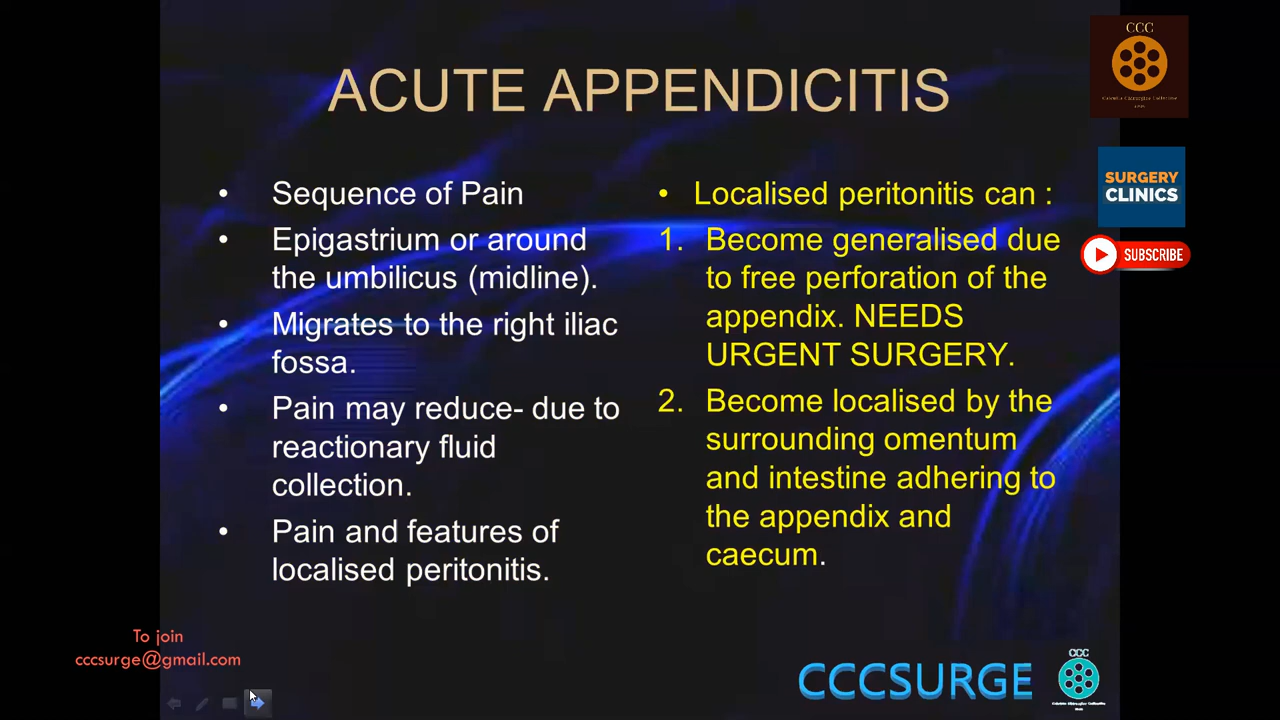 ACUTE APPENDICITIS
• Sequence of Pain
• Epigastrium or around
the umbilicus (midline).
• Migrates to the right iliac
fossa.
• Pain may reduce- due to
reactionary fluid
collection.
• Pain and features of
localised peritonitis.
• Localised peritonitis can :
1. Become generalised due
to free perforation of the
appendix. NEEDS
URGENT SURGERY.
2. Become localised by the
surrounding omentum
and intestine adhering to
the appendix and
caecum.
CCC
SURGERY
CLINICS
SUBSCRIBE
To join
cccsurge@gmail.com
CCCSURGE
CCC